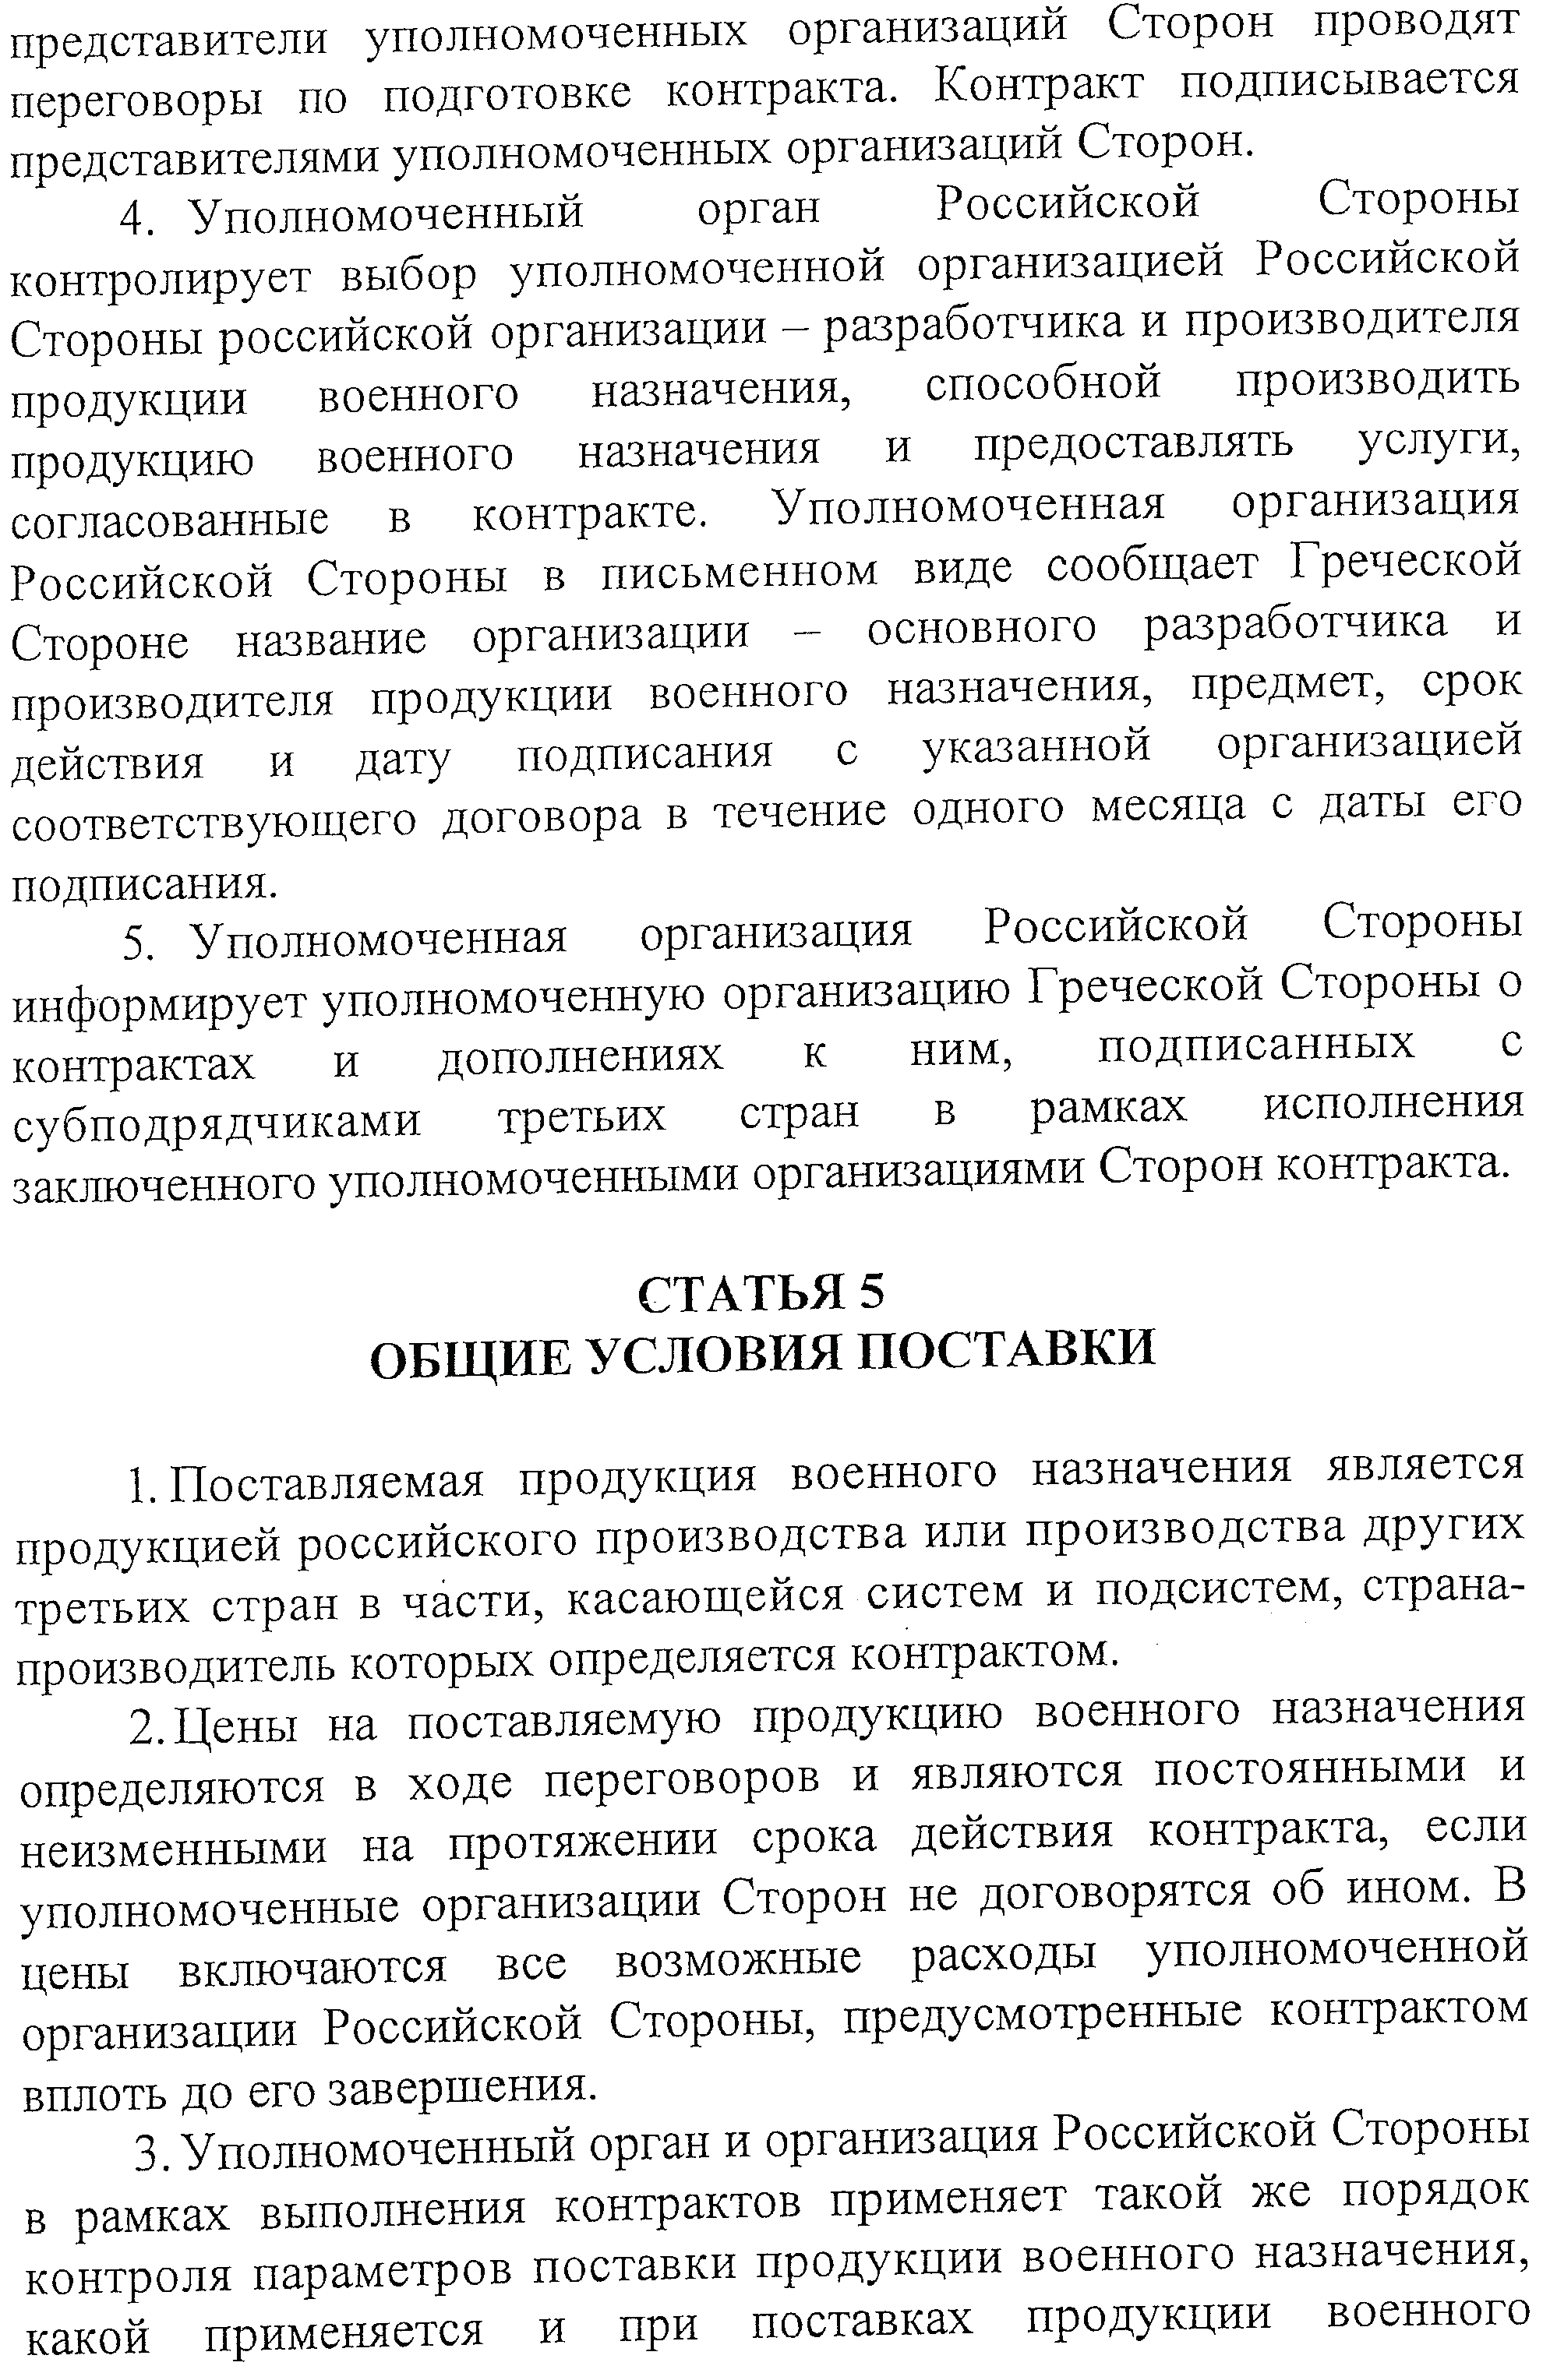 представители уполномоченных организаций Сторон проводят
переговоры по подготовке контракта. Контракт подписывается
представителями уполномоченных организаций Сторон.
4. Уполномоченный орган Российской Стороны
контролирует выбор уполномоченной организацией Российской
Стороны российской организации – разработчика и производителя
продукции военного назначения, способной производить
продукцию военного назначения и предоставлять услуги,
согласованные в контракте. Уполномоченная организация
Российской Стороны в письменном виде сообщает Греческой
Стороне название организации – основного разработчика и
производителя продукции военного назначения, предмет, срок
действия и дату подписания с указанной организацией
соответствующего договора в течение одного месяца с даты его
подписания.
5. Уполномоченная организация Российской Стороны
информирует уполномоченную организацию Греческой Стороны о
контрактах и дополнениях к ним, подписанных с
субподрядчиками третьих стран в рамках исполнения
заключенного уполномоченными организациями Сторон контракта.
СТАТЬЯ 5
ОБЩИЕ УСЛОВИЯ ПОСТАВКИ
1. Поставляемая продукция военного назначения является
продукцией российского производства или производства других
третьих стран в части, касающейся систем и подсистем, страна-
производитель которых определяется контрактом.
2. Цены на поставляемую продукцию военного назначения
определяются в ходе переговоров и являются постоянными и
неизменными на протяжении срока действия контракта, если
уполномоченные организации Сторон не договорятся об ином. В
цены включаются все возможные расходы уполномоченной
организации Российской Стороны, предусмотренные контрактом
вплоть до его завершения.
3. Уполномоченный орган и организация Российской Стороны
в рамках выполнения контрактов применяет такой же порядок
контроля параметров поставки продукции военного назначения,
какой применяется и при поставках продукции военного